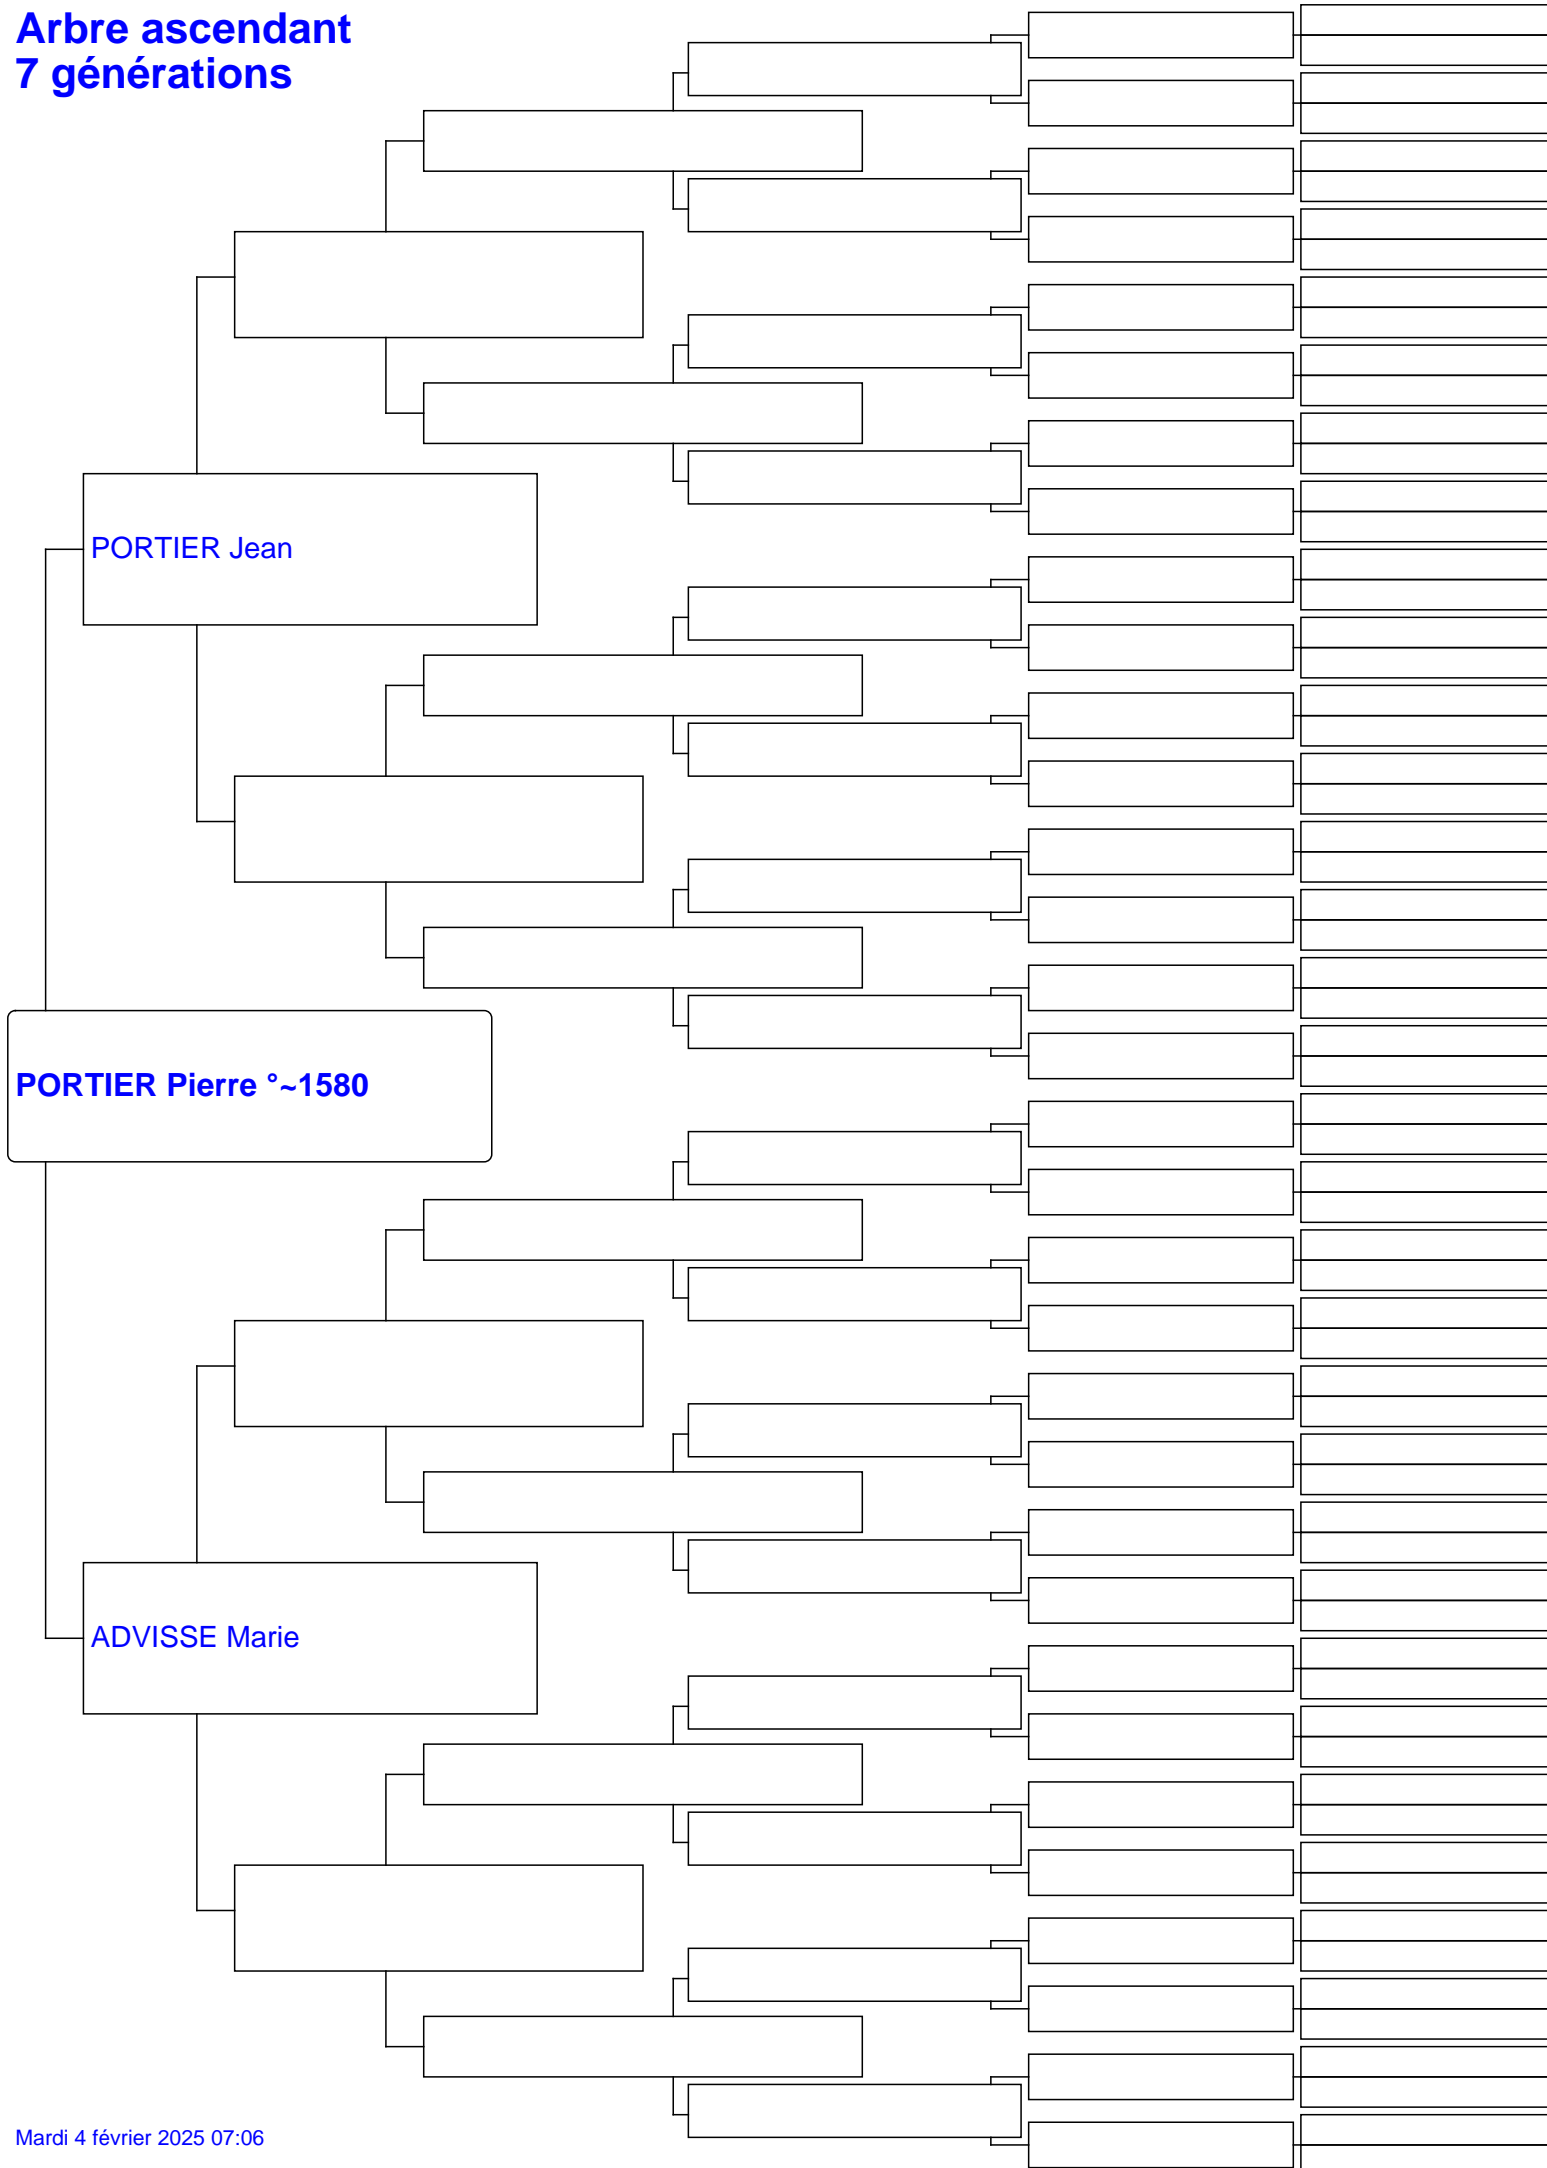 Arbre ascendant
7 générations
PORTIER Jean
PORTIER Pierre °~1580
ADVISSE Marie
Mardi 4 février 2025 07:06